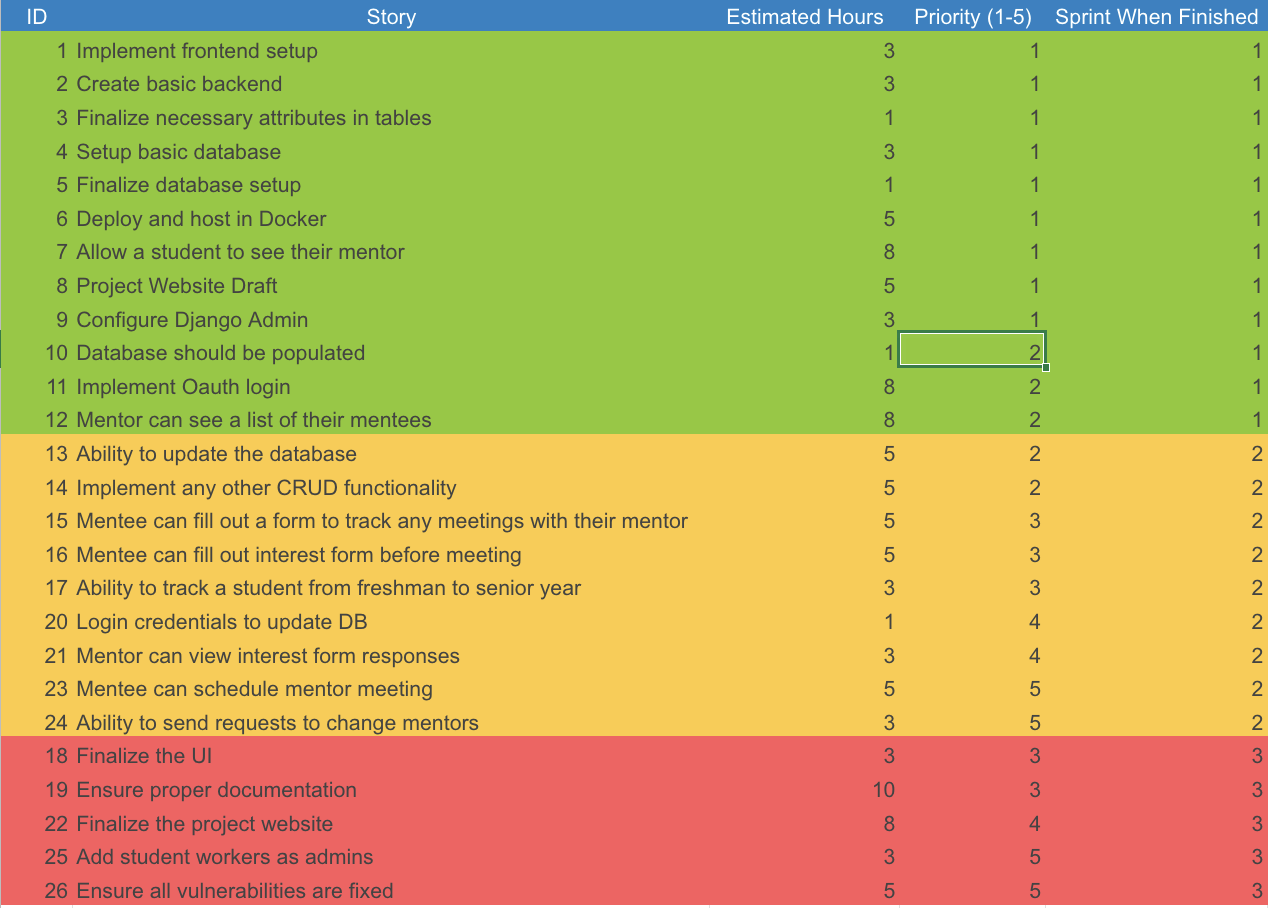 ID Story Estimated Hours Priority (1-5) Sprint When Finished
1 Implement frontend setup 3 1 1
2 Create basic backend 3 1 1
3 Finalize necessary attributes in tables 1 1 1
4 Setup basic database 3 1 1
5 Finalize database setup 1 1 1
6 Deploy and host in Docker 5 1 1
7 Allow a student to see their mentor 8 1 1
8 Project Website Draft 5 1 1
9 Configure Django Admin 3 1 1
10 Database should be populated 1 2 1
11 Implement Oauth login 8 2 1
12 Mentor can see a list of their mentees 8 2 1
13 Ability to update the database 5 2 2
14 Implement any other CRUD functionality 5 2 2
15 Mentee can fill out a form to track any meetings with their mentor 5 3 2
16 Mentee can fill out interest form before meeting 5 3 2
17 Ability to track a student from freshman to senior year 3 3 2
20 Login credentials to update DB 1 4 2
21 Mentor can view interest form responses 3 4 2
23 Mentee can schedule mentor meeting 5 5 2
24 Ability to send requests to change mentors 3 5 2
18 Finalize the UI 3 3 3
19 Ensure proper documentation 10 3 3
22 Finalize the project website 8 4 3
25 Add student workers as admins 3 5 3
26 Ensure all vulnerabilities are fixed 5 5 3